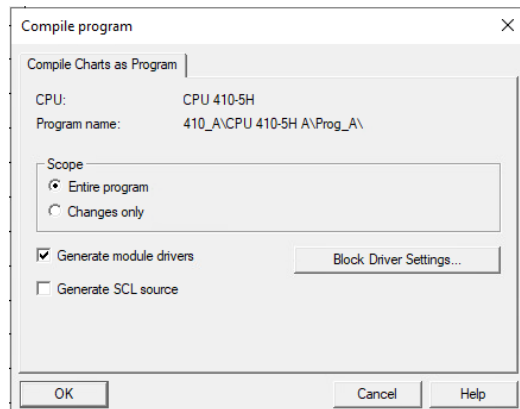 Compile program
Compile Charts as Program
CPU: CPU 410-5H
Program name: 410_A\CPU 410-5H A\Prog_A\
Scope
Entire program
Changes only
Generate module drivers Block Driver Settings...
Generate SCL source
OK Cancel Help